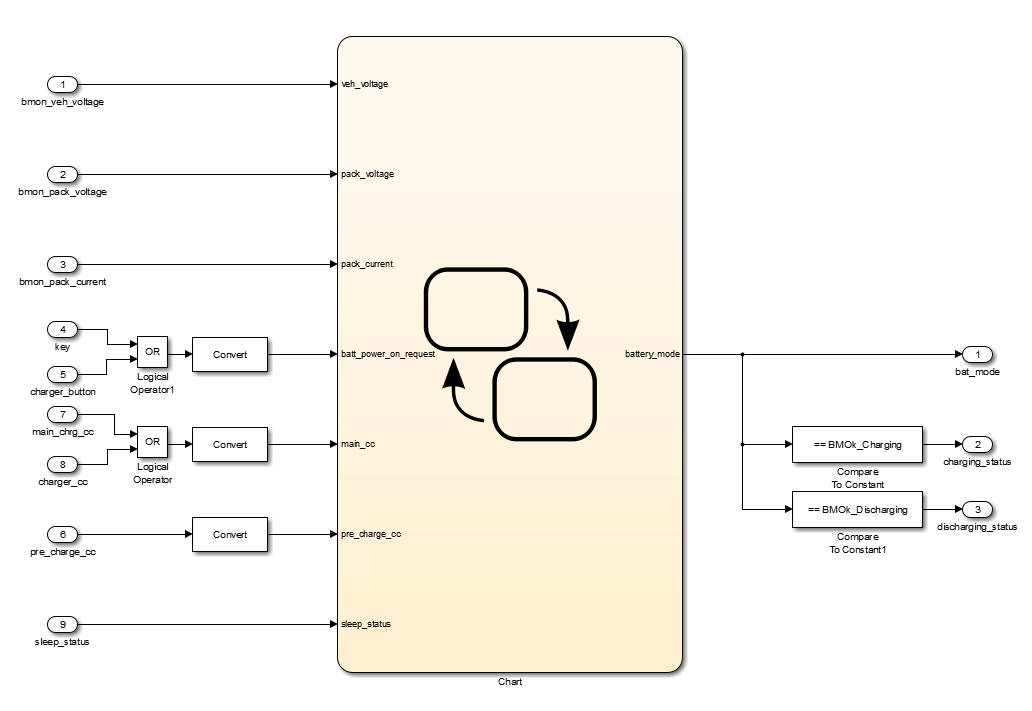 1
bmon_veh_voltage
veh_voltage
2
bmon_pack_voltage
pack_voltage
3
bmon_pack_current
pack_current
4
key
5
charger_button
OR
Logical
Operator1
Convert
batt_power_on_request
7
main_chrg_cc
8
charger_cc
OR
Logical
Operator
Convert
main_cc
6
pre_charge_cc
Convert
pre_charge_cc
9
sleep_status
sleep_status
Chart
battery_mode
1
bat_mode
== BMOk_Charging
Compare
To Constant
2
charging_status
== BMOk_Discharging
Compare
To Constant1
3
discharging_status